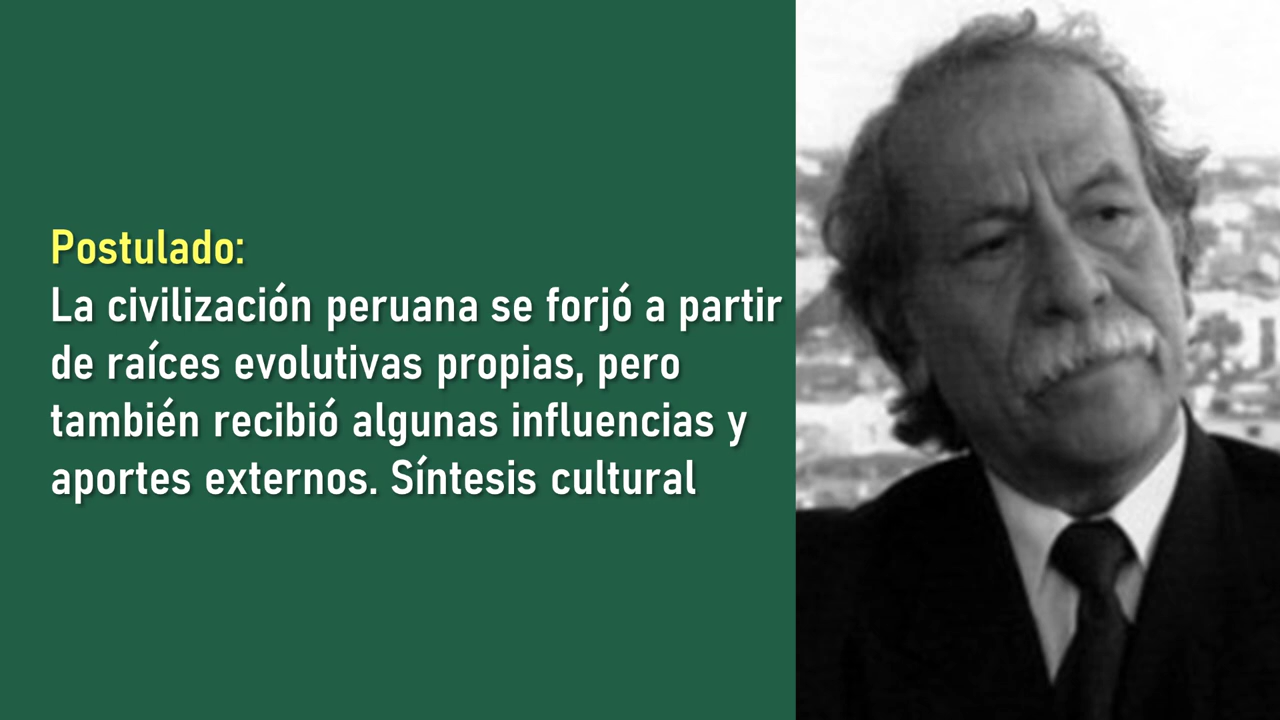 Postulado:
La civilización peruana se forjó a partir
de raíces evolutivas propias, pero
también recibió algunas influencias y
aportes externos. Síntesis cultural